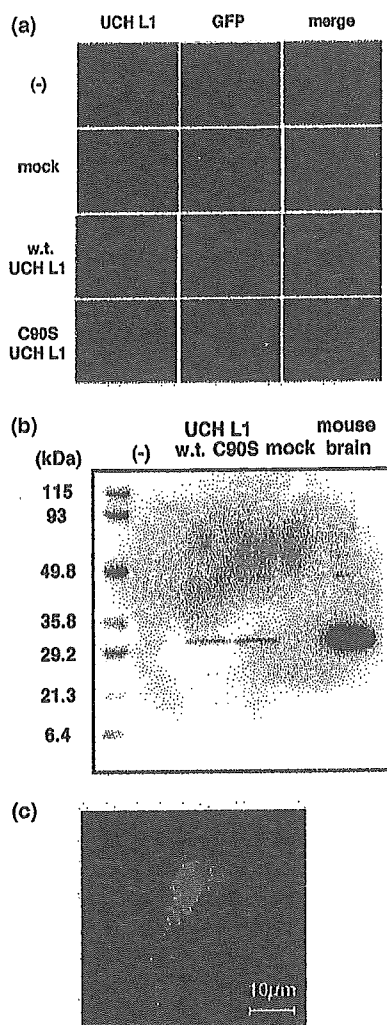 (a)
UCH L1 GFP merge
(-)
mock
w.t.
UCH L1
C90S
UCH L1
(b)
UCH L1 mouse
(kDa) (-) w.t. C90S mock brain
115
93
49.8
35.8
29.2
21.3
6.4
(c)
10μm